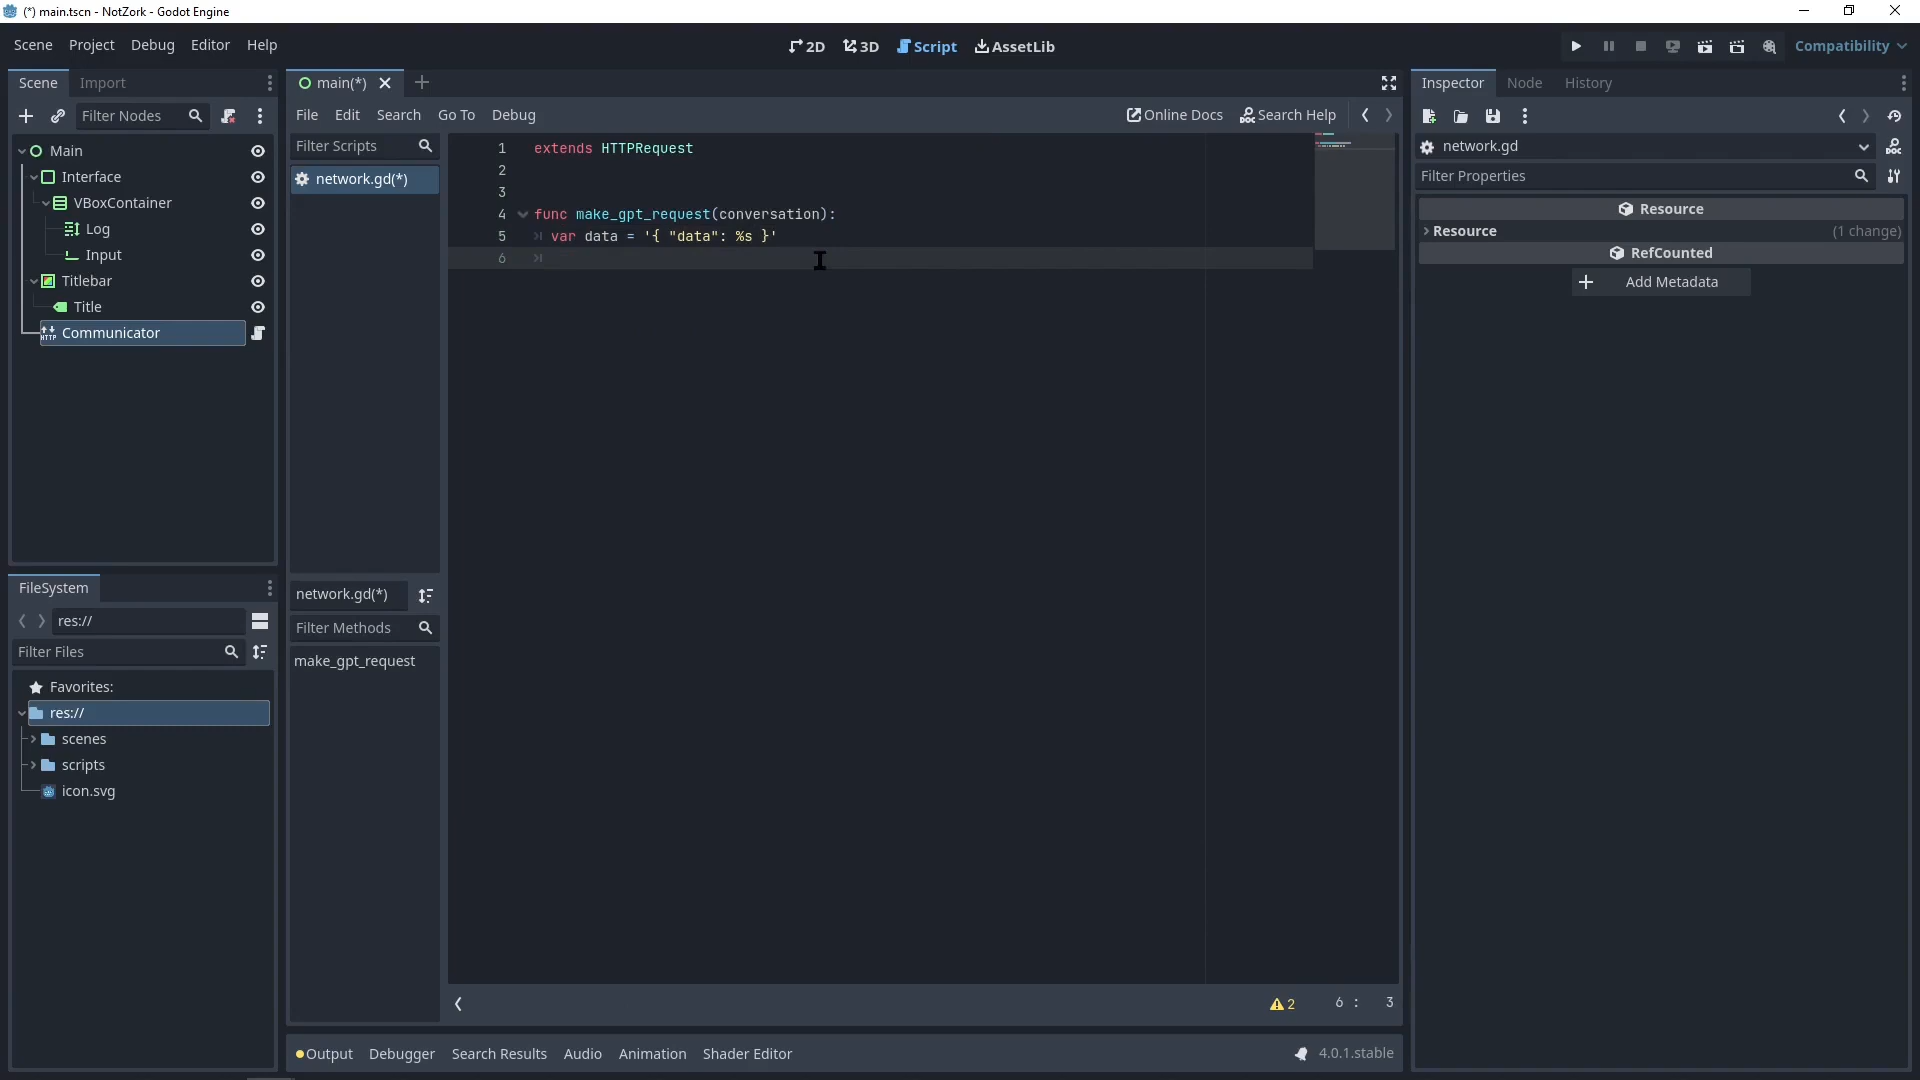 (*) main.tscn - NotZork - Godot Engine
Scene Project Debug Editor Help
2D 3D Script AssetLib
Compatibility
Scene Import
Filter Nodes
Main
Interface
VBoxContainer
Log
Input
Titlebar
Title
HTTP Communicator
FileSystem
res://
Filter Files
Favorites:
res://
scenes
scripts
icon.svg
main(*)
File Edit Search Go To Debug
Online Docs Search Help
Filter Scripts
network.gd(*)
network.gd(*)
Filter Methods
make_gpt_request
1 extends HTTPRequest
2
3
4 func make_gpt_request(conversation):
5 var data = '{ "data": %s }'
6
2 6 : 3
Output Debugger Search Results Audio Animation Shader Editor
4.0.1.stable
Inspector Node History
network.gd
DOC
Filter Properties
Resource
Resource (1 change)
RefCounted
Add Metadata